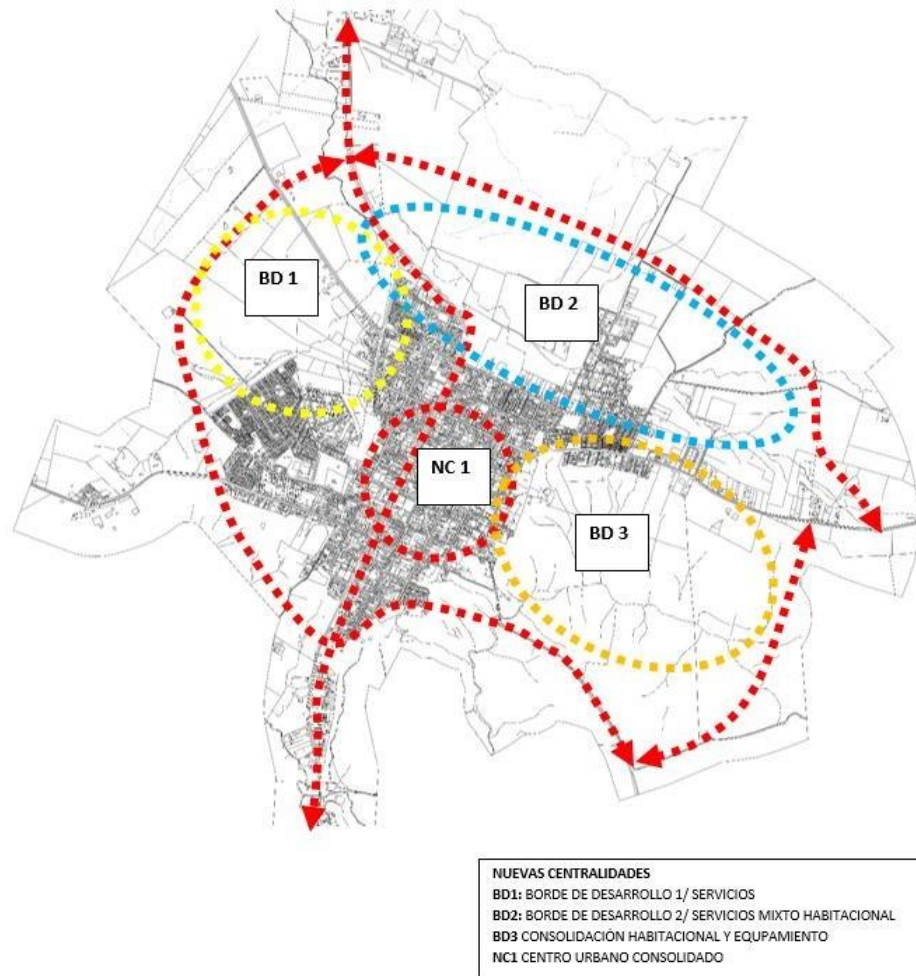 BD 1
BD 2
NC 1
BD 3
NUEVAS CENTRALIDADES
BD1: BORDE DE DESARROLLO 1/ SERVICIOS
BD2: BORDE DE DESARROLLO 2/ SERVICIOS MIXTO HABITACIONAL
BD3 CONSOLIDACIÓN HABITACIONAL Y EQUPAMIENTO
NC1 CENTRO URBANO CONSOLIDADO